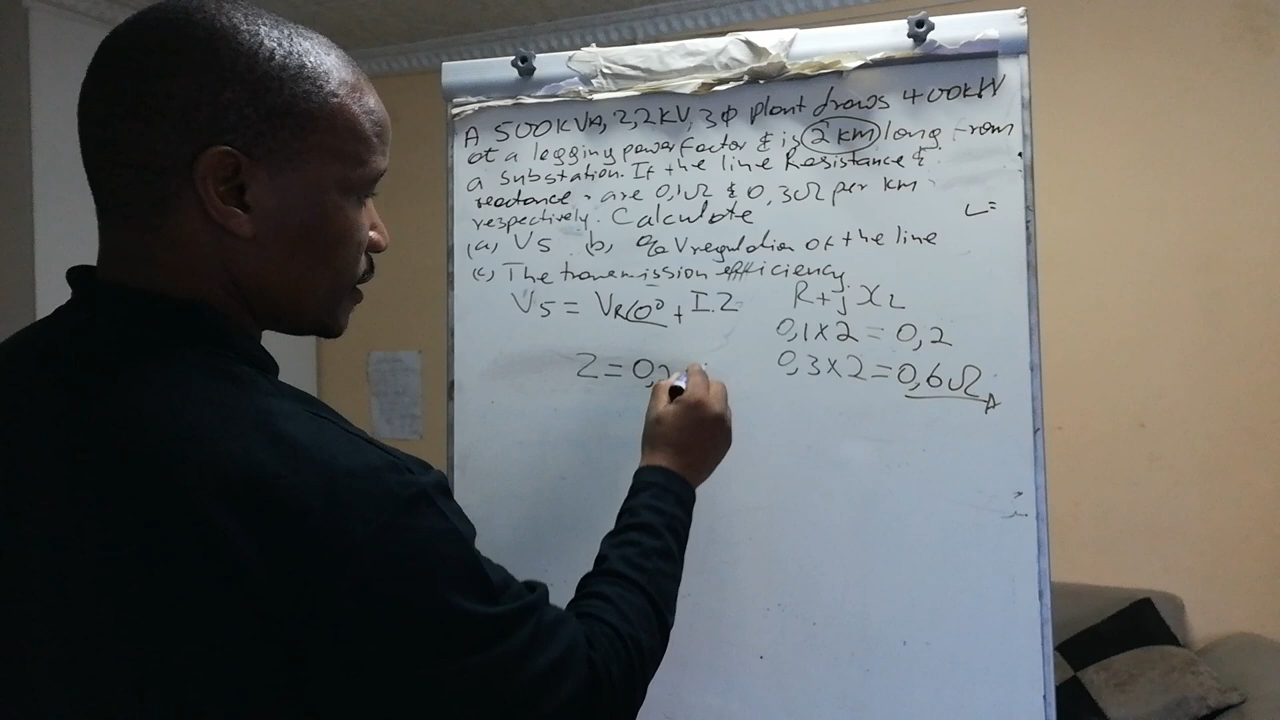 A 500KVA, 2,2KV, 3Φ plant draws 400KW
at a lagging power factor & is 2 km long from
a substation. If the line Resistance &
reactance are 0,1Ω & 0,3Ω per km
respectively. Calculate
L=
(a) VS (b) % V regulation of the line
(c) The transmission efficiency
VS = VR∠0° + I.Z R + j XL
0,1 x 2 = 0,2
Z = 0,2 0,3 x 2 = 0,6Ω